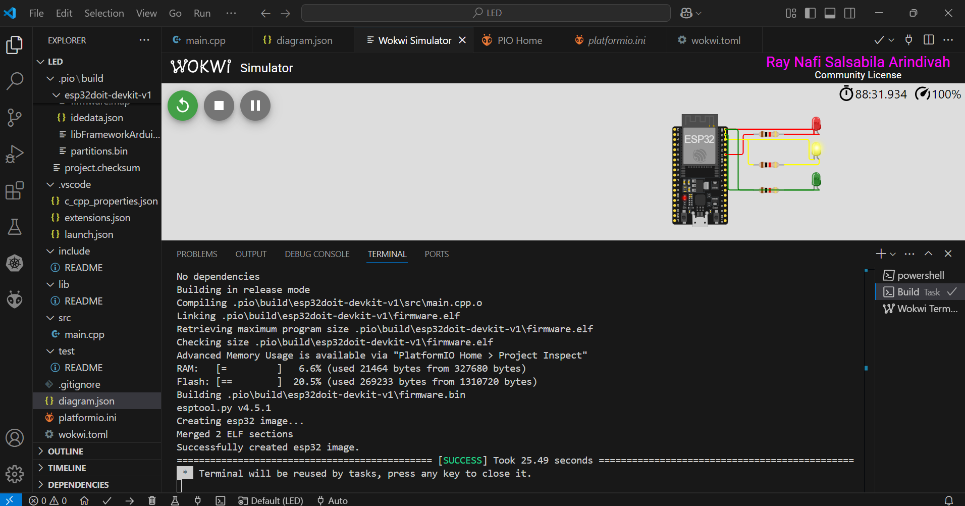 File Edit Selection View Go Run ··· LED
EXPLORER ···
main.cpp diagram.json Wokwi Simulator PIO Home platformio.ini wokwi.toml
LED
.pio \ build
esp32doit-devkit-v1
firmware.map
idedata.json
libFrameworkArdui...
partitions.bin
project.checksum
.vscode
c_cpp_properties.json
extensions.json
launch.json
include
README
lib
README
src
main.cpp
test
README
.gitignore
diagram.json
platformio.ini
wokwi.toml
OUTLINE
TIMELINE
DEPENDENCIES
WOKWI Simulator
Ray Nafi Salsabila Arindivah
Community License
88:31.934 100%
ESP32
PROBLEMS OUTPUT DEBUG CONSOLE TERMINAL PORTS
No dependencies
Building in release mode
Compiling .pio\build\esp32doit-devkit-v1\src\main.cpp.o
Linking .pio\build\esp32doit-devkit-v1\firmware.elf
Retrieving maximum program size .pio\build\esp32doit-devkit-v1\firmware.elf
Checking size .pio\build\esp32doit-devkit-v1\firmware.elf
Advanced Memory Usage is available via "PlatformIO Home > Project Inspect"
RAM:   [=         ]   6.6% (used 21464 bytes from 327680 bytes)
Flash: [==        ]  20.5% (used 269233 bytes from 1310720 bytes)
Building .pio\build\esp32doit-devkit-v1\firmware.bin
esptool.py v4.5.1
Creating esp32 image...
Merged 2 ELF sections
Successfully created esp32 image.
========================================== [SUCCESS] Took 25.49 seconds ==========================================
* Terminal will be reused by tasks, press any key to close it.
powershell
Build Task
Wokwi Term...
0 0 Default (LED) Auto